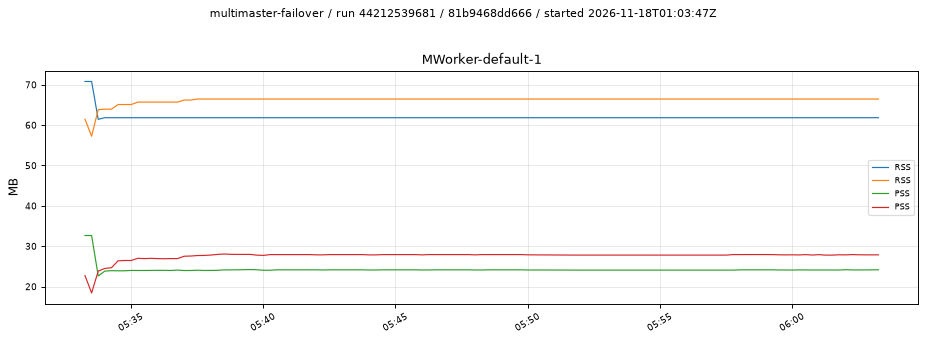 multimaster-failover / run 44212539681 / 81b9468dd666 / started 2026-11-18T01:03:47Z
MWorker-default-1
MB
70
60
50
40
30
20
RSS
RSS
PSS
PSS
05:35
05:40
05:45
05:50
05:55
06:00